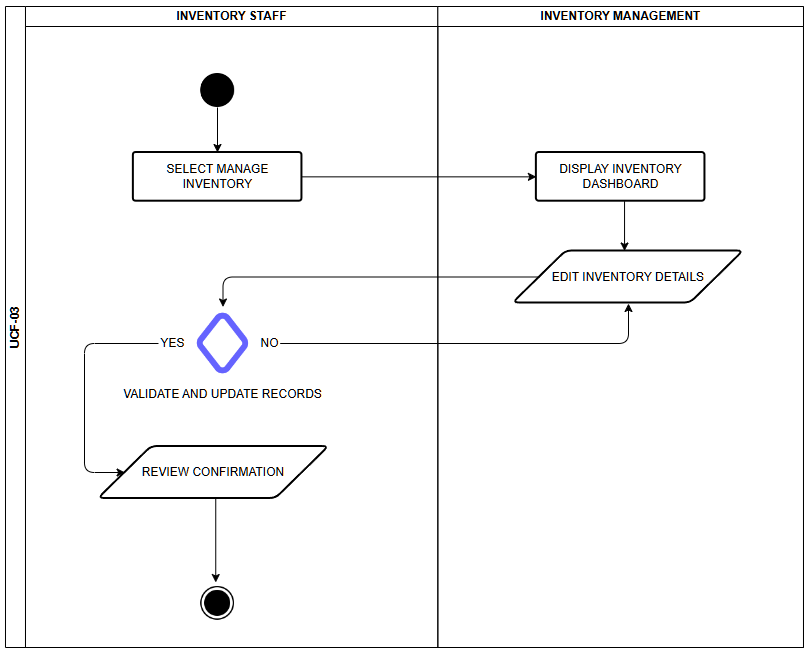 INVENTORY STAFF
INVENTORY MANAGEMENT
UCF-03
SELECT MANAGE
INVENTORY
DISPLAY INVENTORY
DASHBOARD
EDIT INVENTORY DETAILS
YES
NO
VALIDATE AND UPDATE RECORDS
REVIEW CONFIRMATION